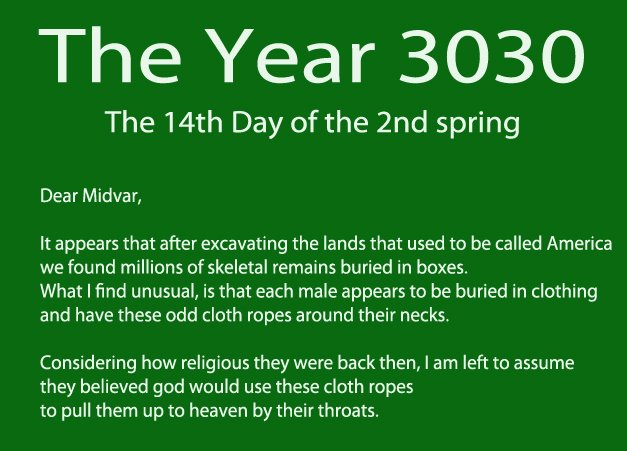 The Year 3030
The 14th Day of the 2nd spring
Dear Midvar,
It appears that after excavating the lands that used to be called America
we found millions of skeletal remains buried in boxes.
What I find unusual, is that each male appears to be buried in clothing
and have these odd cloth ropes around their necks.
Considering how religious they were back then, I am left to assume
they believed god would use these cloth ropes
to pull them up to heaven by their throats.